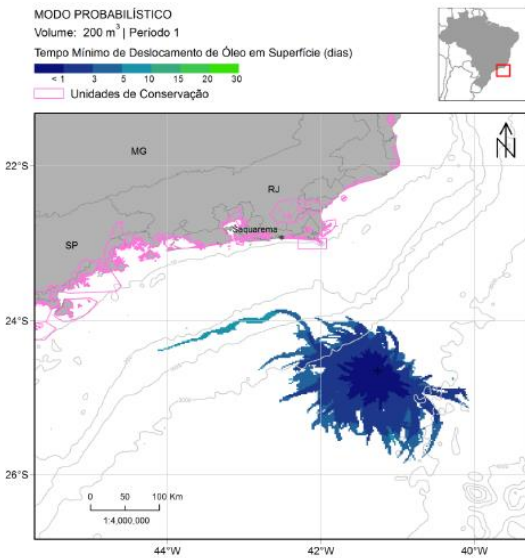 MODO PROBABILÍSTICO
Volume: 200 m³ | Período 1
Tempo Mínimo de Deslocamento de Óleo em Superfície (dias)
< 1 3 5 10 15 20 30
Unidades de Conservação
N
MG
22°S
RJ
SP
Saquarema
24°S
26°S
0 50 100 Km
1:4,000,000
44°W 42°W 40°W